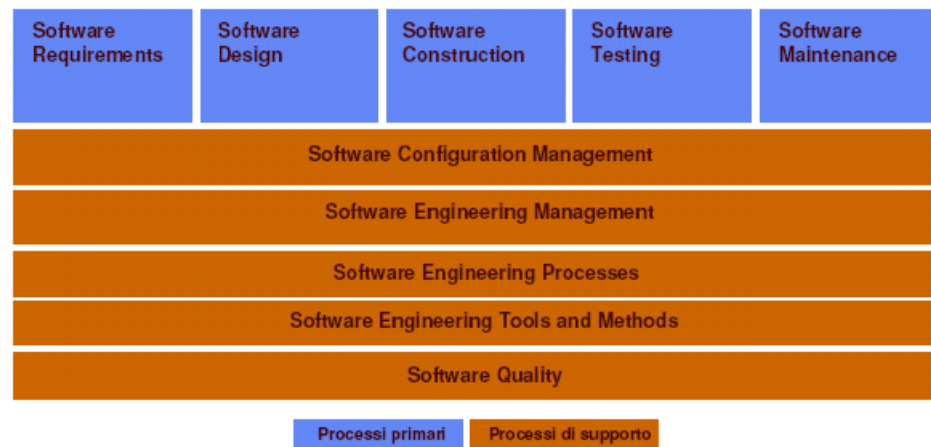 Software
Requirements
Software
Design
Software
Construction
Software
Testing
Software
Maintenance
Software Configuration Management
Software Engineering Management
Software Engineering Processes
Software Engineering Tools and Methods
Software Quality
Processi primari
Processi di supporto